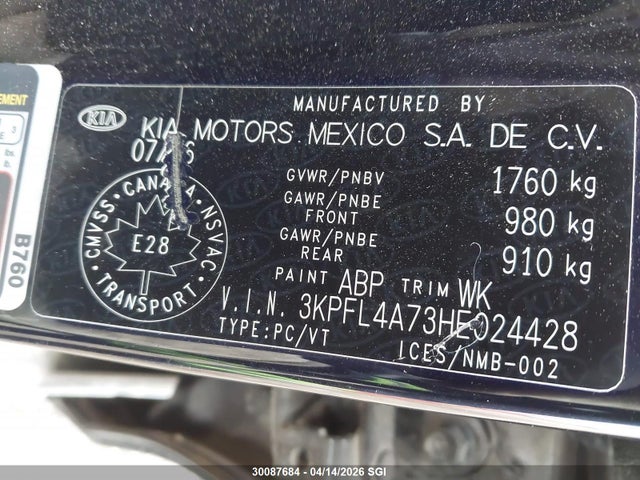 MANUFACTURED BY
KIA
KIA MOTORS MEXICO S.A. DE C.V.
GVWR/PNBV 1760 kg
GAWR/PNBE FRONT 980 kg
GAWR/PNBE REAR 910 kg
CANADA
CMVSS
NSVAC
E28
TRANSPORT
PAINT ABP TRIM WK
V.I.N. 3KPFL4A73HE024428
TYPE:PC/VT ICES/NMB-002
B760
30087684 - 04/14/2026 SGI